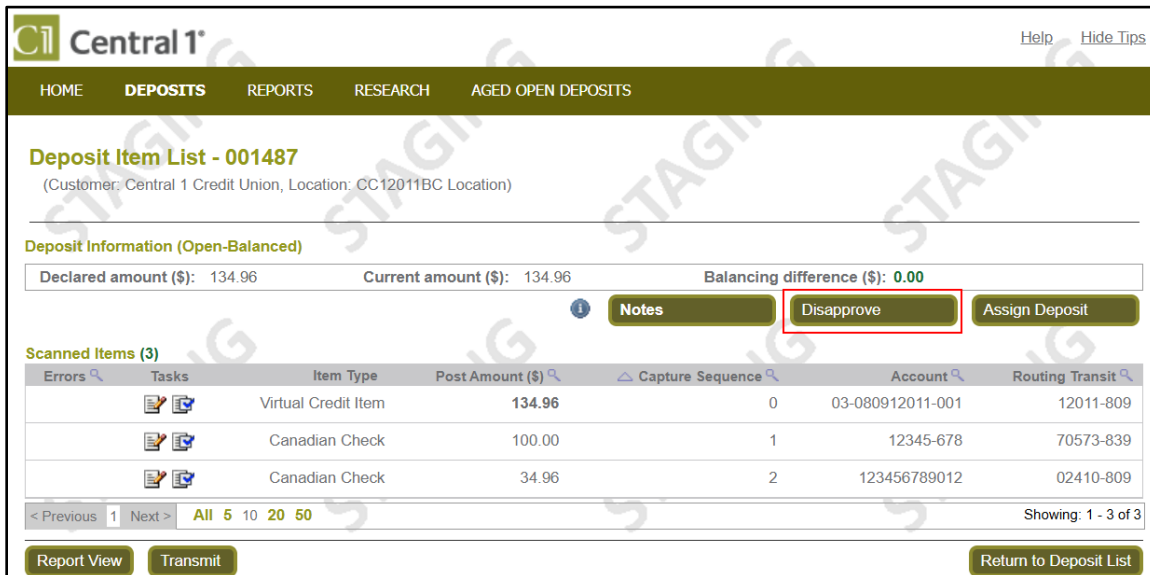 C1 Central 1® Help Hide Tips
HOME DEPOSITS REPORTS RESEARCH AGED OPEN DEPOSITS
Deposit Item List - 001487
(Customer: Central 1 Credit Union, Location: CC12011BC Location)
Deposit Information (Open-Balanced)
Declared amount ($): 134.96 Current amount ($): 134.96 Balancing difference ($): 0.00
i Notes Disapprove Assign Deposit
Scanned Items (3)
Errors Tasks Item Type Post Amount ($) Capture Sequence Account Routing Transit
Virtual Credit Item 134.96 0 03-080912011-001 12011-809
Canadian Check 100.00 1 12345-678 70573-839
Canadian Check 34.96 2 123456789012 02410-809
< Previous 1 Next > All 5 10 20 50 Showing: 1 - 3 of 3
Report View Transmit Return to Deposit List
STAGING
STAGING
STAGING
STAGING